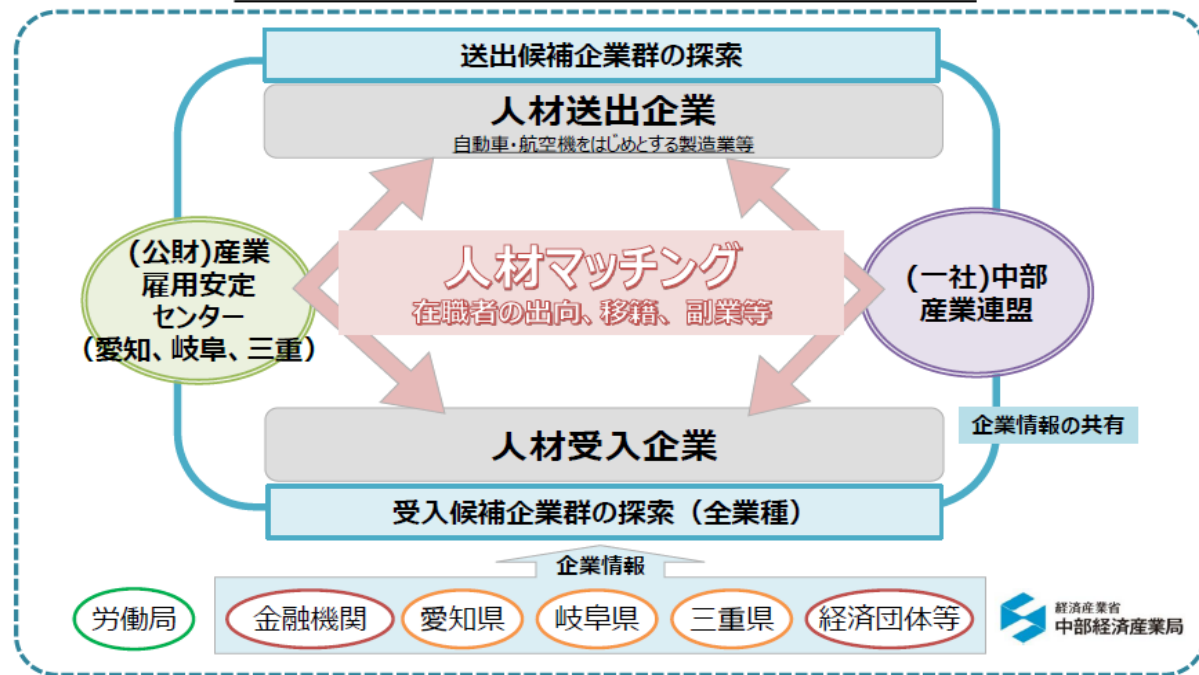 送出候補企業群の探索
人材送出企業
自動車・航空機をはじめとする製造業等
(公財)産業
雇用安定
センター
（愛知、岐阜、三重）
人材マッチング
在職者の出向、移籍、副業等
(一社)中部
産業連盟
人材受入企業
企業情報の共有
受入候補企業群の探索（全業種）
企業情報
労働局
金融機関
愛知県
岐阜県
三重県
経済団体等
経済産業省
中部経済産業局